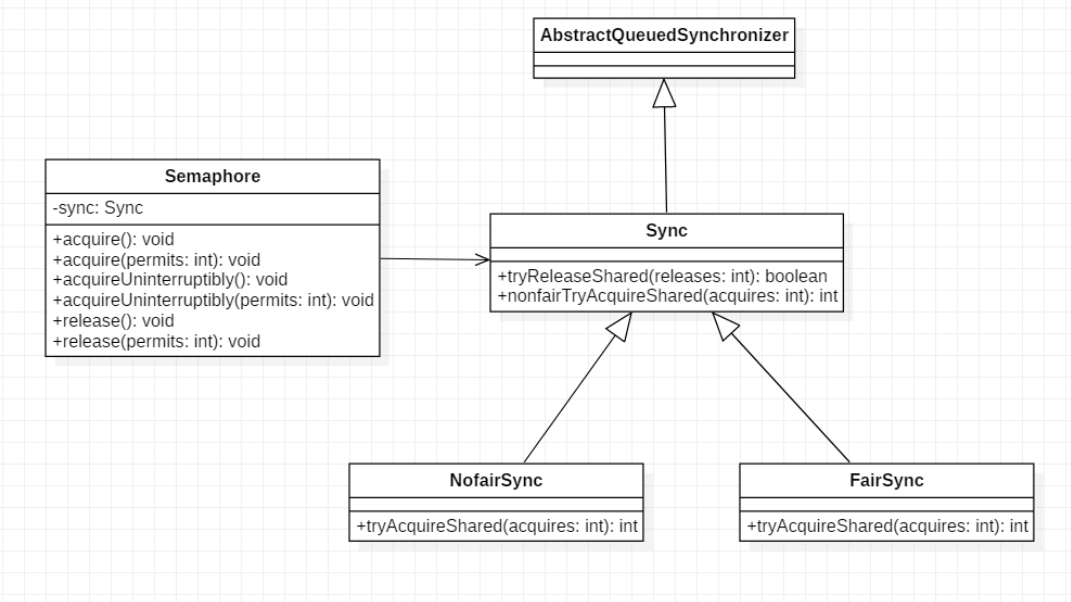 AbstractQueuedSynchronizer
Semaphore
-sync: Sync
+acquire(): void
+acquire(permits: int): void
+acquireUninterruptibly(): void
+acquireUninterruptibly(permits: int): void
+release(): void
+release(permits: int): void
Sync
+tryReleaseShared(releases: int): boolean
+nonfairTryAcquireShared(acquires: int): int
NofairSync
+tryAcquireShared(acquires: int): int
FairSync
+tryAcquireShared(acquires: int): int